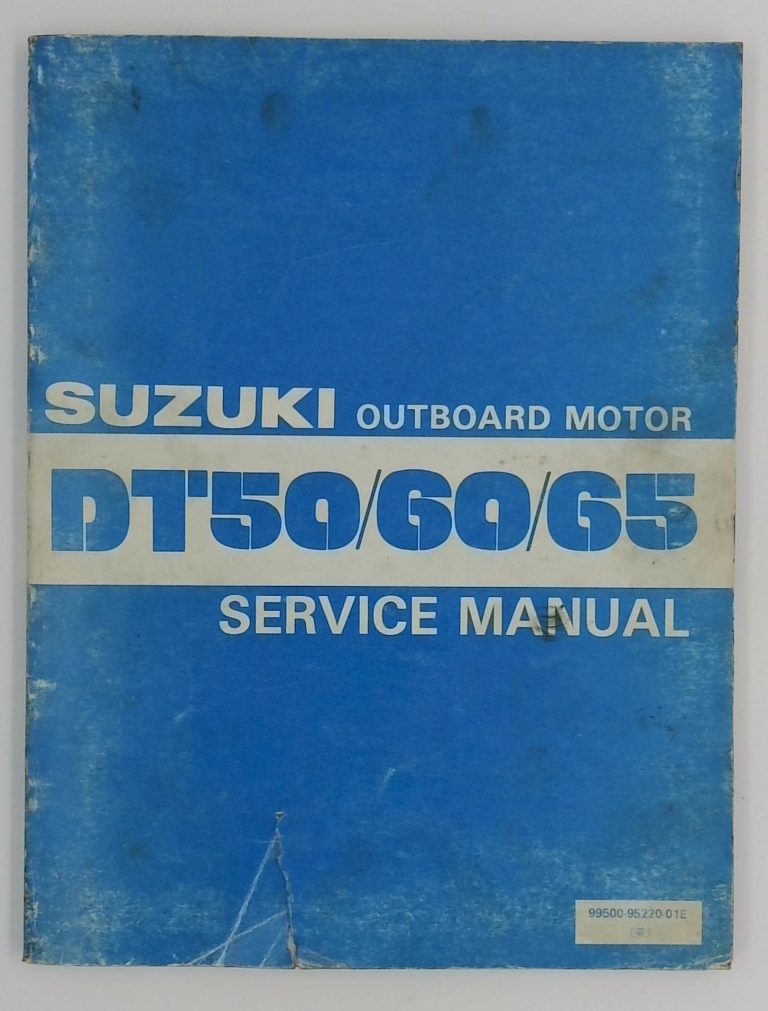 SUZUKI OUTBOARD MOTOR
DT50/60/65
SERVICE MANUAL
99500-95220-01E
(英)